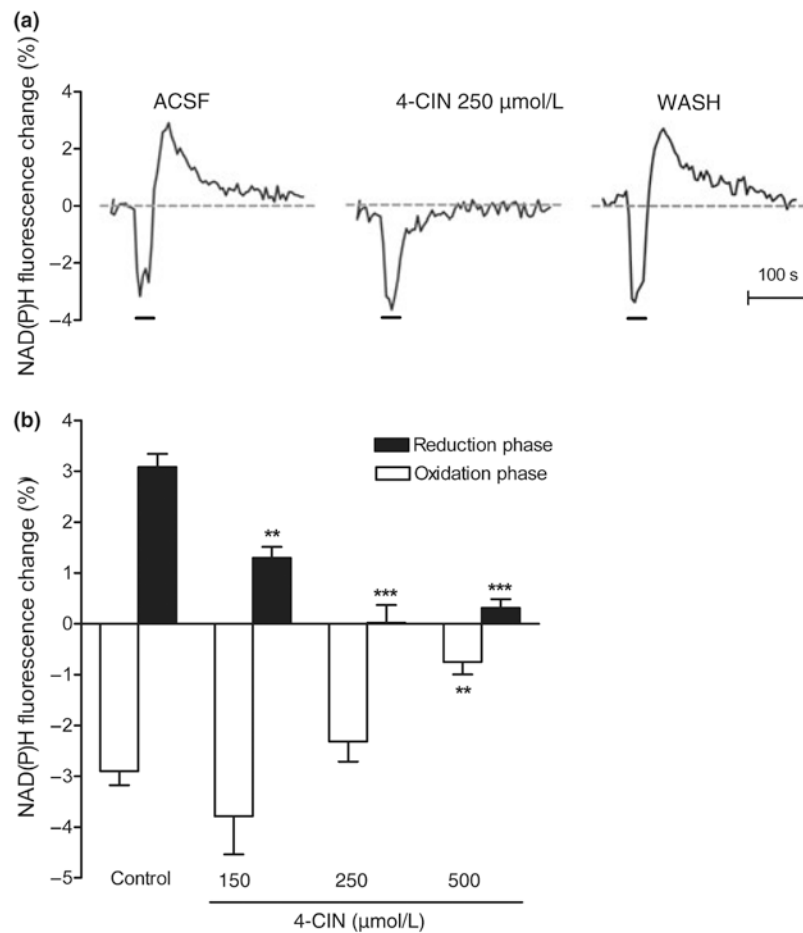 (a)
NAD(P)H fluorescence change (%)
4
2
0
–2
–4
ACSF
4-CIN 250 µmol/L
WASH
100 s
(b)
NAD(P)H fluorescence change (%)
4
3
2
1
0
–1
–2
–3
–4
–5
Reduction phase
Oxidation phase
**
***
***
**
Control
150
250
500
4-CIN (µmol/L)